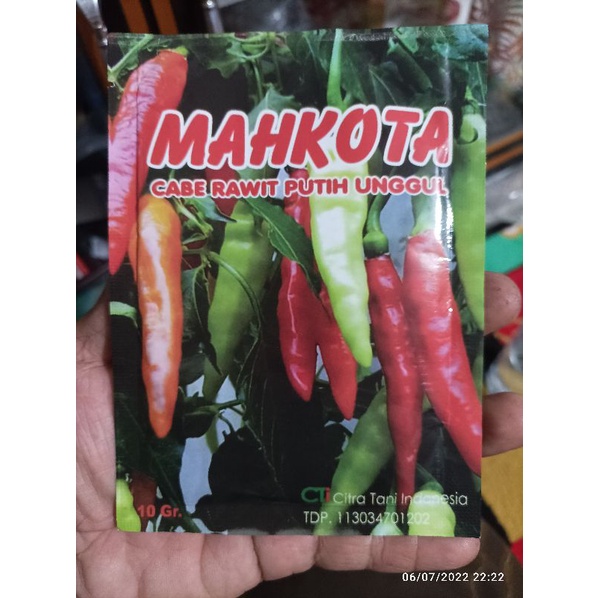 MAHKOTA
CABE RAWIT PUTIH UNGGUL
CTi Citra Tani Indonesia
10 Gr.
TDP. 113034701202
06/07/2022 22:22